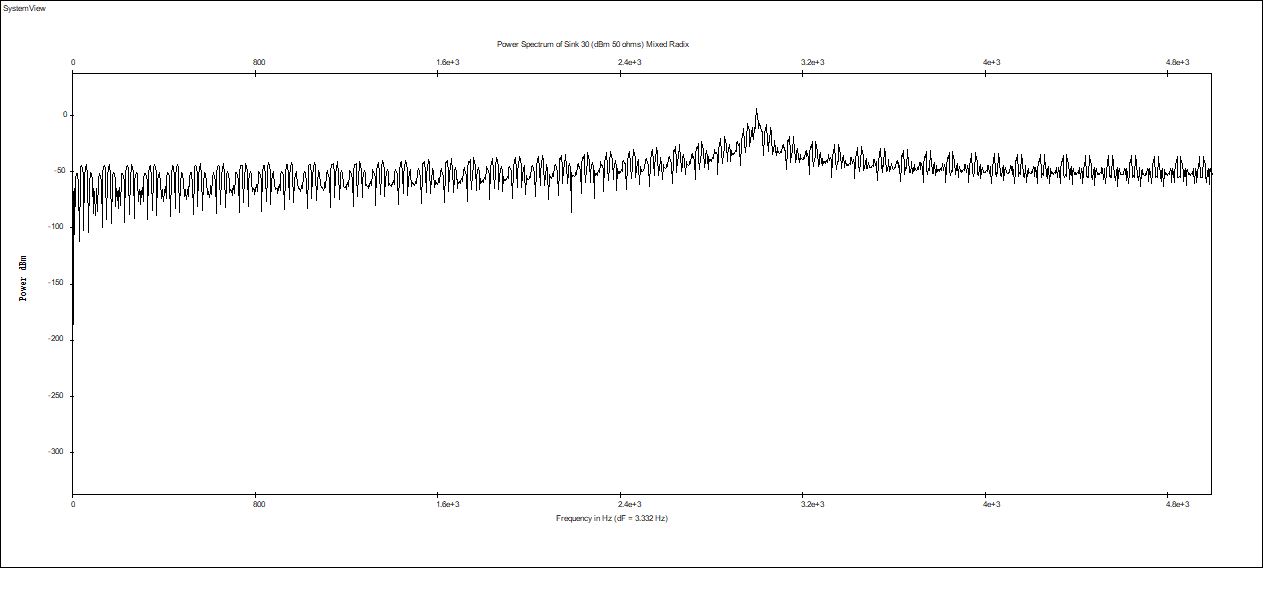 SystemView
Power Spectrum of Sink 30 (dBm 50 ohms) Mixed Radix
0 800 1.6e+3 2.4e+3 3.2e+3 4e+3 4.8e+3
0
-50
-100
-150
-200
-250
-300
Power dBm
0 800 1.6e+3 2.4e+3 3.2e+3 4e+3 4.8e+3
Frequency in Hz (dF = 3.332 Hz)